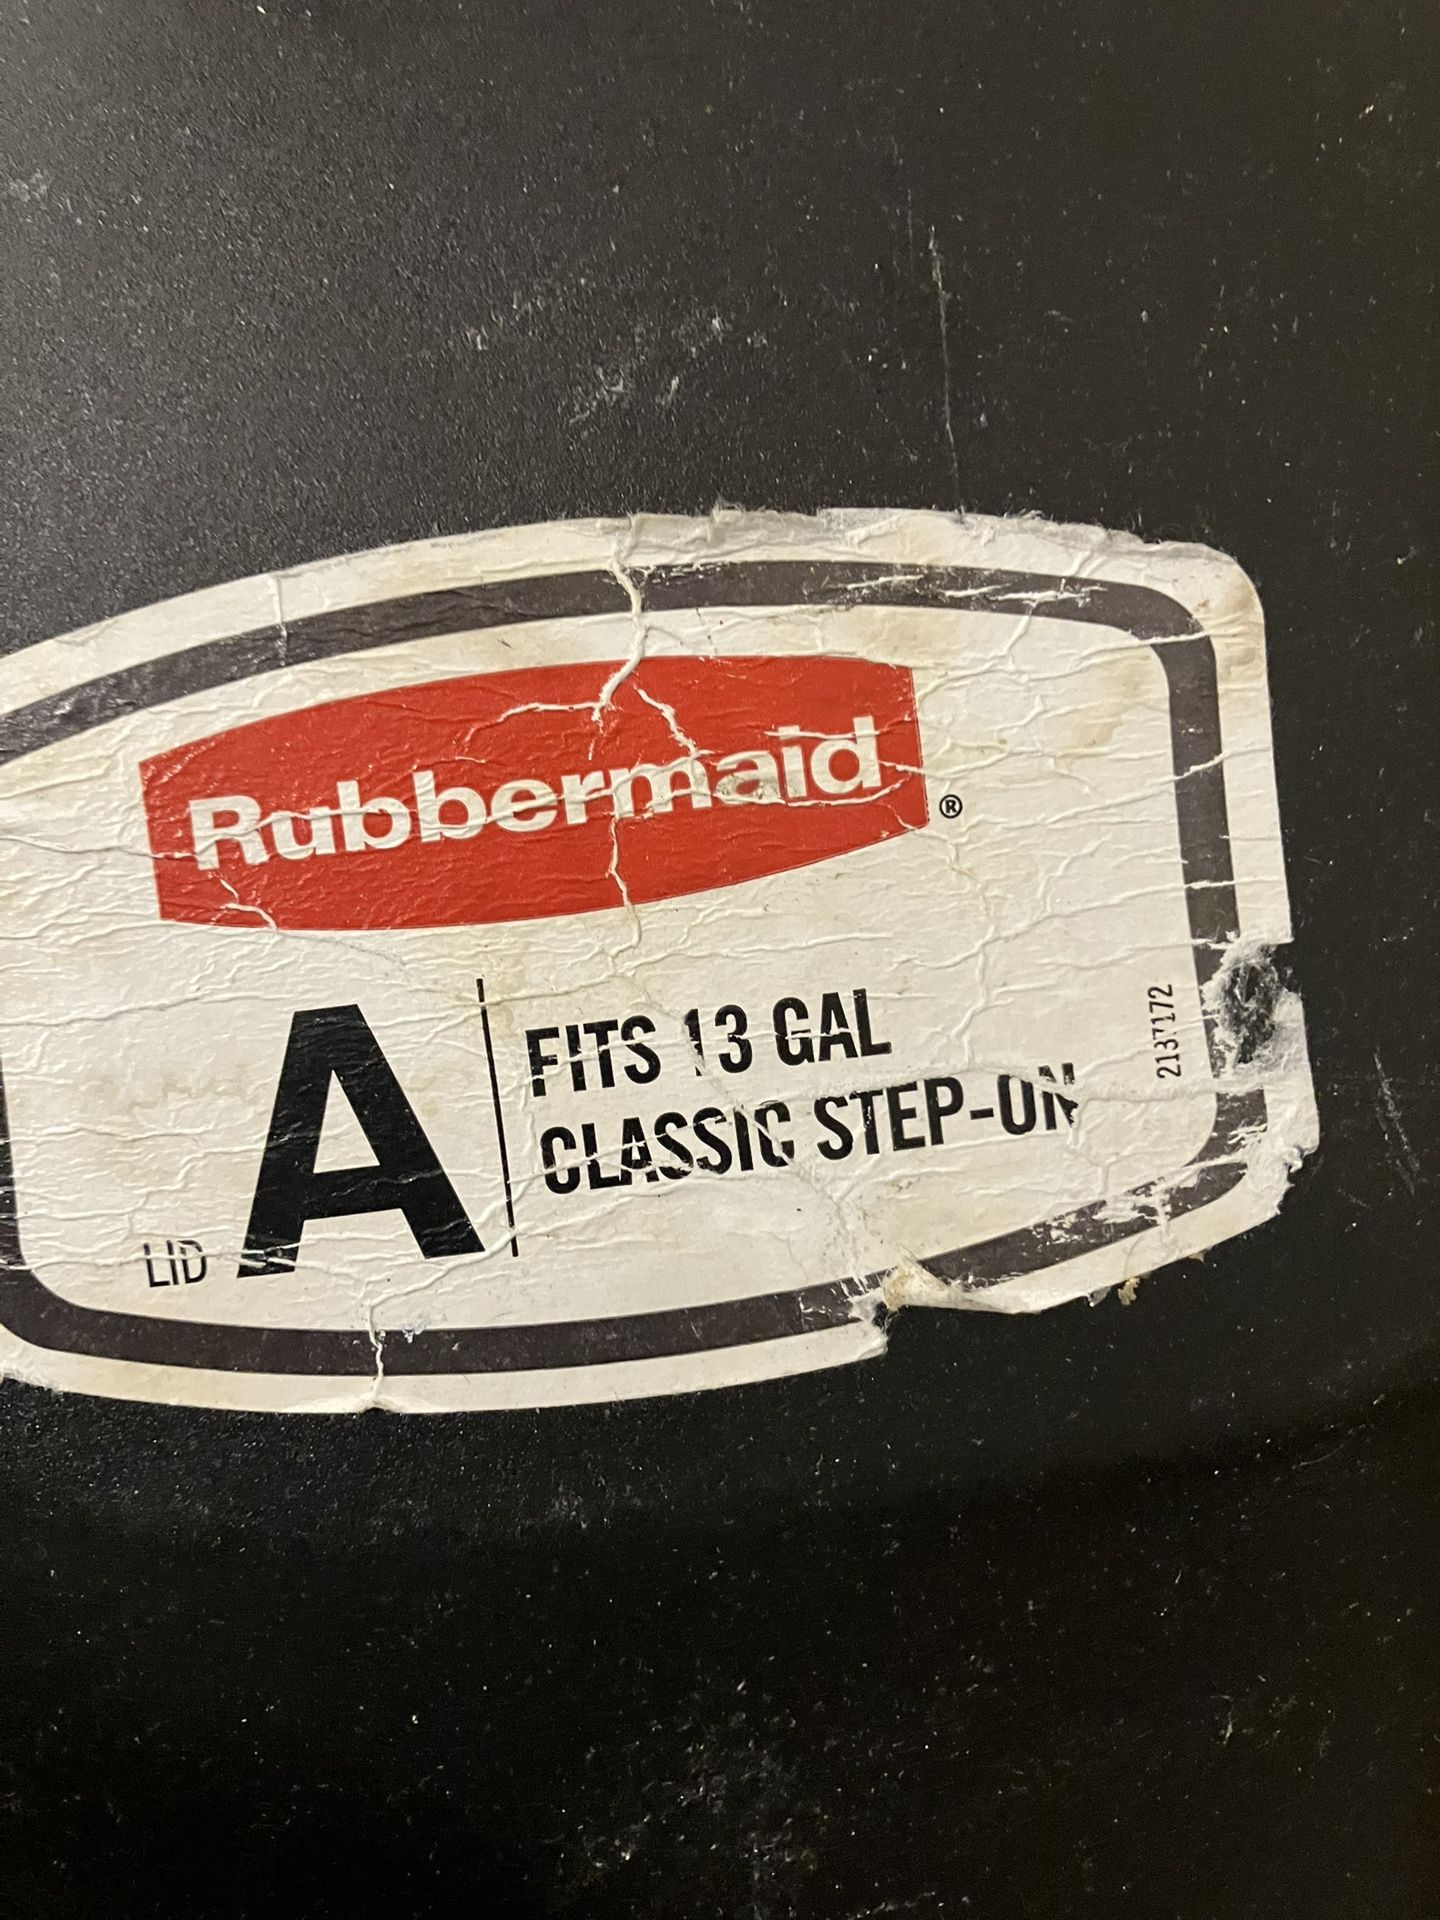 Rubbermaid®
LID A
FITS 13 GAL
CLASSIC STEP-ON
2137172